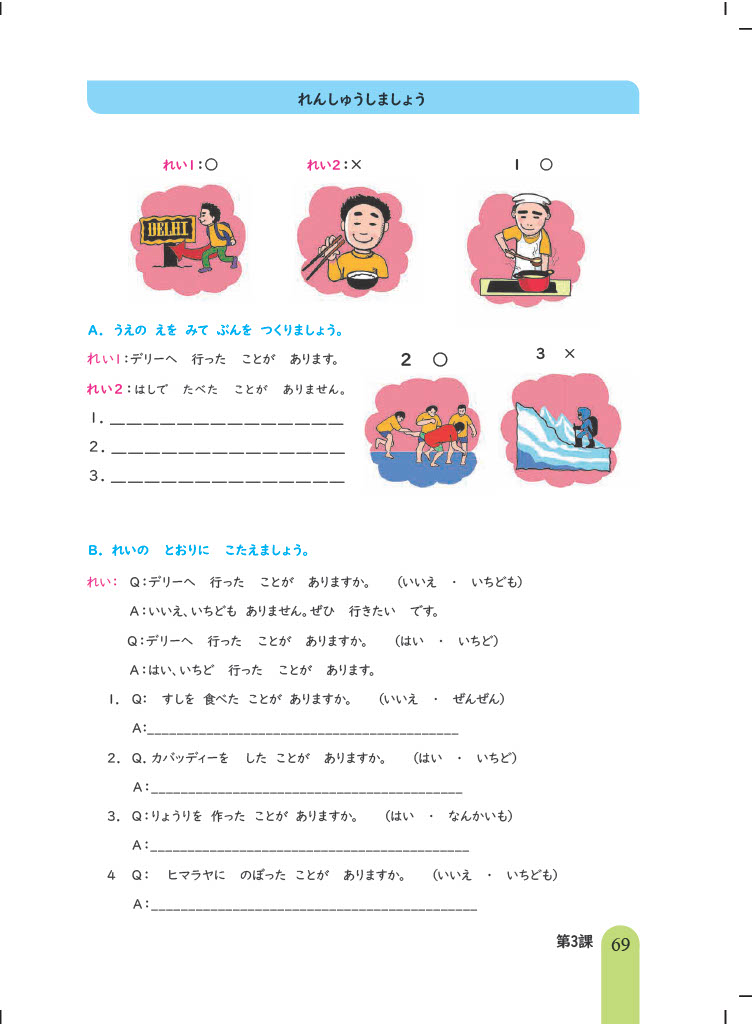 れんしゅうしましょう
れい1：○
れい2：×
1 ○
DELHI
A. うえの えを みて ぶんを つくりましょう。
れい1：デリーへ 行った ことが あります。
れい2：はしで たべた ことが ありません。
1. ________________
2. ________________
3. ________________
2 ○
3 ×
B. れいの とおりに こたえましょう。
れい： Q：デリーへ 行った ことが ありますか。 （いいえ ・ いちども）
A：いいえ、いちども ありません。ぜひ 行きたい です。
Q：デリーへ 行った ことが ありますか。 （はい ・ いちど）
A：はい、いちど 行った ことが あります。
1. Q： すしを 食べた ことが ありますか。 （いいえ ・ ぜんぜん）
A：________________
2. Q. カバッディーを した ことが ありますか。 （はい ・ いちど）
A：________________
3. Q：りょうりを 作った ことが ありますか。 （はい ・ なんかいも）
A：________________
4 Q： ヒマラヤに のぼった ことが ありますか。 （いいえ ・ いちども）
A：________________
第3課 69